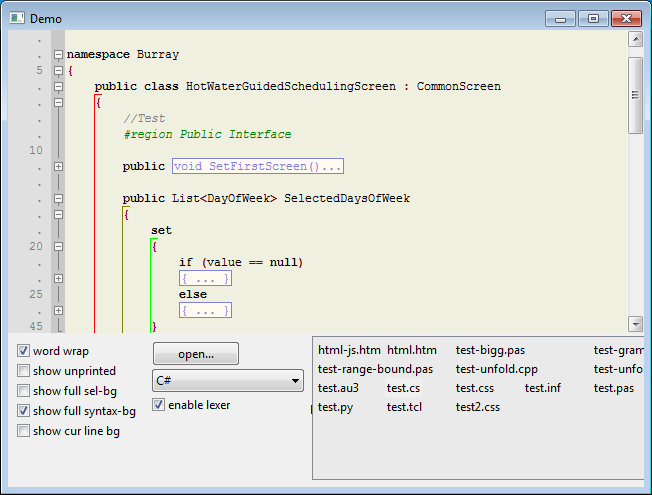 Demo
namespace Burray
5 {
public class HotWaterGuidedSchedulingScreen : CommonScreen
{
//Test
#region Public Interface
10
public void SetFirstScreen()...
public List<DayOfWeek> SelectedDaysOfWeek
{
set
20 {
if (value == null)
{ ... }
25 else
{ ... }
45 }
word wrap
show unprinted
show full sel-bg
show full syntax-bg
show cur line bg
open...
C#
enable lexer
html-js.htm html.htm test-bigg.pas test-gram
test-range-bound.pas test-unfold.cpp test-unfo
test.au3 test.cs test.css test.inf test.pas
test.py test.tcl test2.css